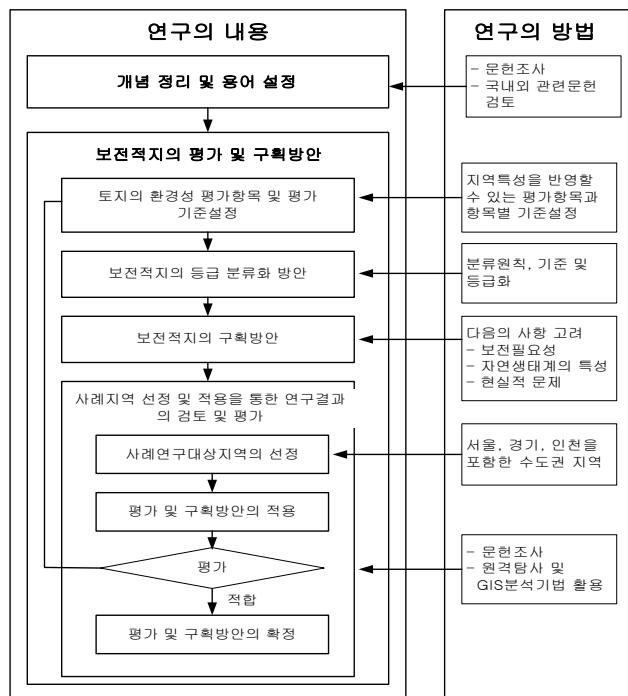 연구의 내용
개념 정리 및 용어 설정
보전적지의 평가 및 구획방안
토지의 환경성 평가항목 및 평가
기준설정
보전적지의 등급 분류화 방안
보전적지의 구획방안
사례지역 선정 및 적용을 통한 연구결과
의 검토 및 평가
사례연구대상지역의 선정
평가 및 구획방안의 적용
평가
적합
평가 및 구획방안의 확정
연구의 방법
- 문헌조사
- 국내외 관련문헌
검토
지역특성을 반영할
수 있는 평가항목과
항목별 기준설정
분류원칙, 기준 및
등급화
다음의 사항 고려
- 보전필요성
- 자연생태계의 특성
- 현실적 문제
서울, 경기, 인천을
포함한 수도권 지역
- 문헌조사
- 원격탐사 및
GIS분석기법 활용